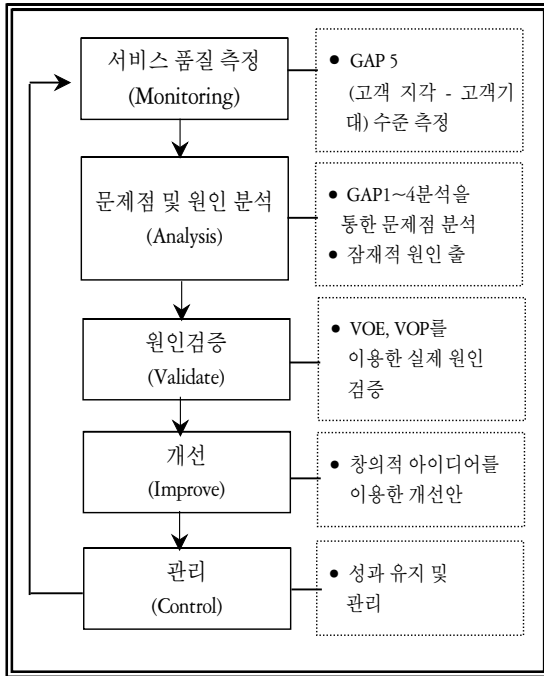 서비스 품질 측정
(Monitoring)
● GAP 5
(고객 지각 - 고객기
대) 수준 측정
문제점 및 원인 분석
(Analysis)
● GAP1~4분석을
통한 문제점 분석
● 잠재적 원인 출
원인검증
(Validate)
● VOE, VOP를
이용한 실제 원인
검증
개선
(Improve)
● 창의적 아이디어를
이용한 개선안
관리
(Control)
● 성과 유지 및
관리